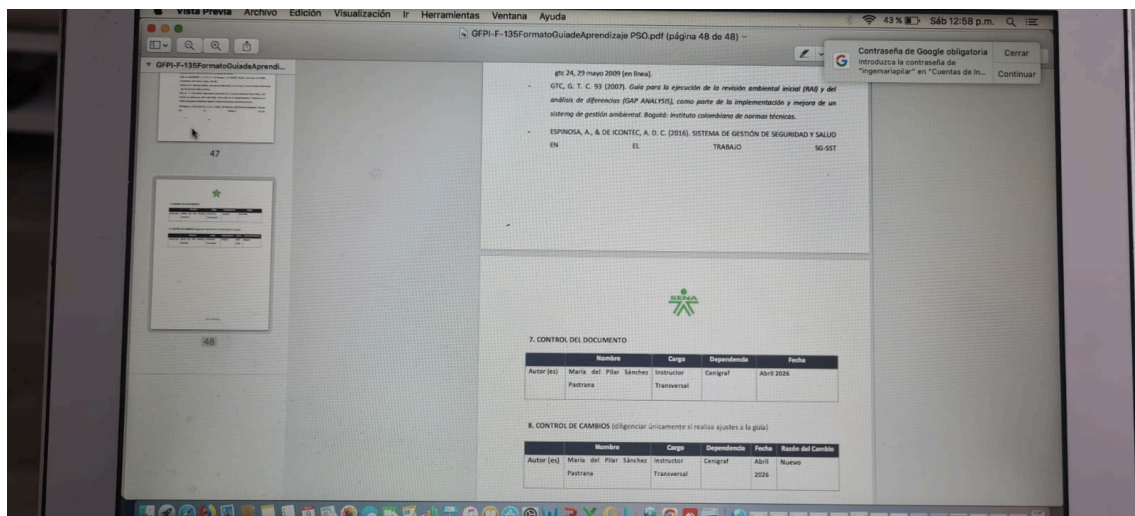 Vista Previa Archivo Edición Visualización Ir Herramientas Ventana Ayuda
43 % Sáb 12:58 p.m.
GFPI-F-135FormatoGuiadeAprendizaje PSO.pdf (página 48 de 48)
Contraseña de Google obligatoria
Introduzca la contraseña de
"ingemariapilar" en "Cuentas de In...
Cerrar
Continuar
GFPI-F-135FormatoGuiadeAprendi...
47
48
gtc 24, 29 mayo 2009 [en línea].
- GTC, G. T. C. 93 (2007). Guía para la ejecución de la revisión ambiental inicial (RAI) y del
análisis de diferencias (GAP ANALYSIS), como parte de la implementación y mejora de un
sistema de gestión ambiental. Bogotá: instituto colombiano de normas técnicas.
- ESPINOSA, A., & DE ICONTEC, A. D. C. (2016). SISTEMA DE GESTIÓN DE SEGURIDAD Y SALUD
EN EL TRABAJO SG-SST
SENA
7. CONTROL DEL DOCUMENTO
Nombre Cargo Dependencia Fecha
Autor (es) María del Pilar Sánchez Instructor Cenigraf Abril 2026
Pastrana Transversal
8. CONTROL DE CAMBIOS (diligenciar únicamente si realiza ajustes a la guía)
Nombre Cargo Dependencia Fecha Razón del Cambio
Autor (es) María del Pilar Sánchez Instructor Cenigraf Abril Nuevo
Pastrana Transversal 2026